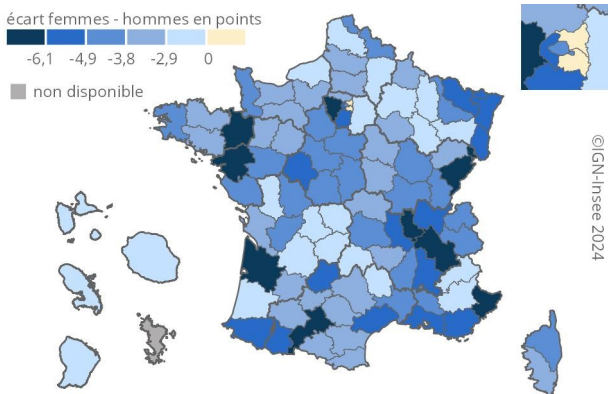 écart femmes - hommes en points
-6,1 -4,9 -3,8 -2,9 0
non disponible
©IGN-Insee 2024